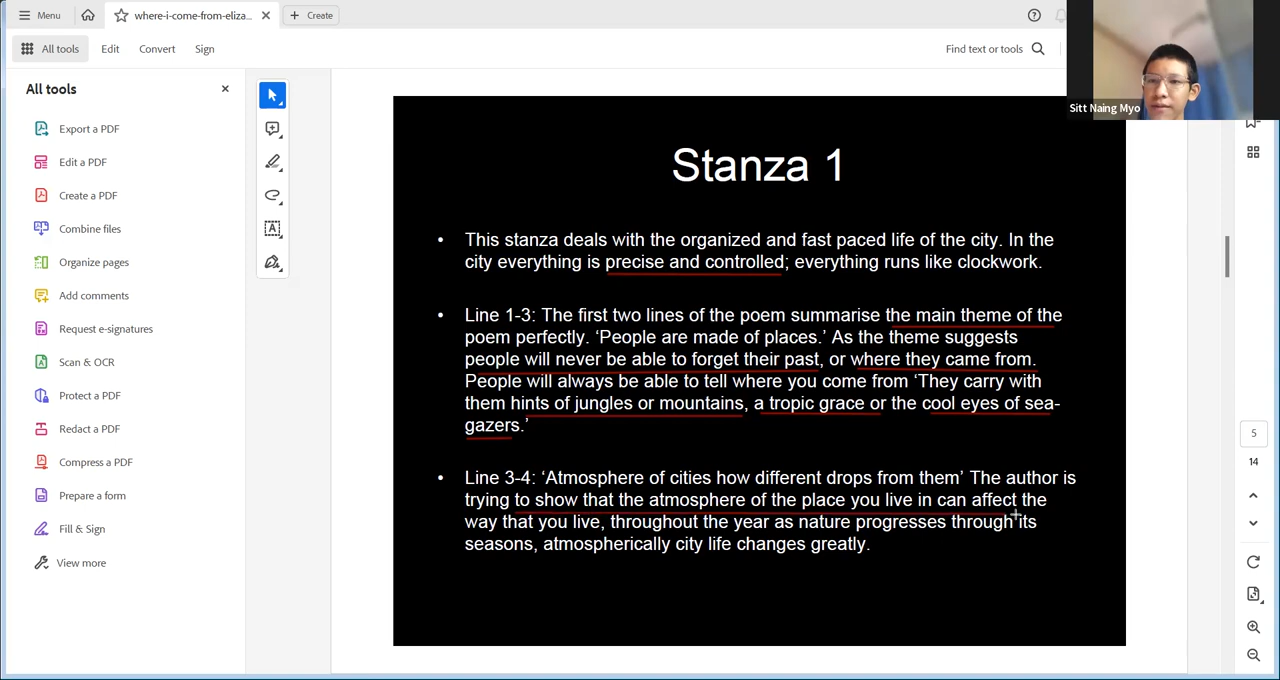 Menu
where-i-come-from-eliza...
Create
All tools
Edit
Convert
Sign
Find text or tools
Sitt Naing Myo
All tools
Export a PDF
Edit a PDF
Create a PDF
Combine files
Organize pages
Add comments
Request e-signatures
Scan & OCR
Protect a PDF
Redact a PDF
Compress a PDF
Prepare a form
Fill & Sign
View more
Stanza 1
• This stanza deals with the organized and fast paced life of the city. In the
city everything is precise and controlled; everything runs like clockwork.
• Line 1-3: The first two lines of the poem summarise the main theme of the
poem perfectly. ‘People are made of places.’ As the theme suggests
people will never be able to forget their past, or where they came from.
People will always be able to tell where you come from ‘They carry with
them hints of jungles or mountains, a tropic grace or the cool eyes of sea-
gazers.’
• Line 3-4: ‘Atmosphere of cities how different drops from them’ The author is
trying to show that the atmosphere of the place you live in can affect the
way that you live, throughout the year as nature progresses through its
seasons, atmospherically city life changes greatly.
5
14